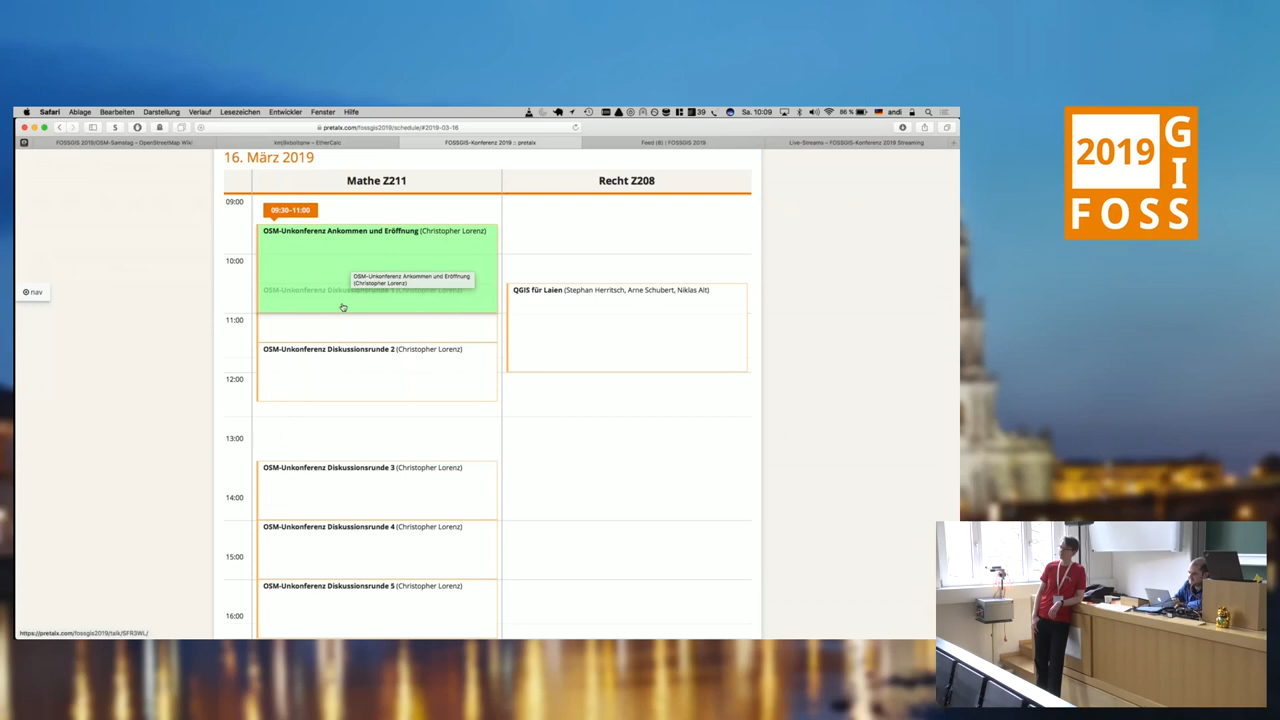 Safari Ablage Bearbeiten Darstellung Verlauf Lesezeichen Entwickler Fenster Hilfe
39 Sa. 10:09 86 % andi
pretalx.com/fossgis2019/schedule/#2019-03-16
FOSSGIS 2019/OSM-Samstag – OpenStreetMap Wiki
EtherCalc
FOSSGIS-Konferenz 2019 :: pretalx
Feed (6) | FOSSGIS 2019
Live-Streams – FOSSGIS-Konferenz 2019 Streaming
16. März 2019
Mathe Z211
Recht Z208
09:00
09:30–11:00
OSM-Unkonferenz Ankommen und Eröffnung (Christopher Lorenz)
10:00
OSM-Unkonferenz Ankommen und Eröffnung
(Christopher Lorenz)
nav
QGIS für Laien (Stephan Herritsch, Arne Schubert, Niklas Alt)
11:00
OSM-Unkonferenz Diskussionsrunde 2 (Christopher Lorenz)
12:00
13:00
OSM-Unkonferenz Diskussionsrunde 3 (Christopher Lorenz)
14:00
OSM-Unkonferenz Diskussionsrunde 4 (Christopher Lorenz)
15:00
OSM-Unkonferenz Diskussionsrunde 5 (Christopher Lorenz)
16:00
https://pretalx.com/fossgis2019/talk/SFR3WL/
2019
GIS
FOSS